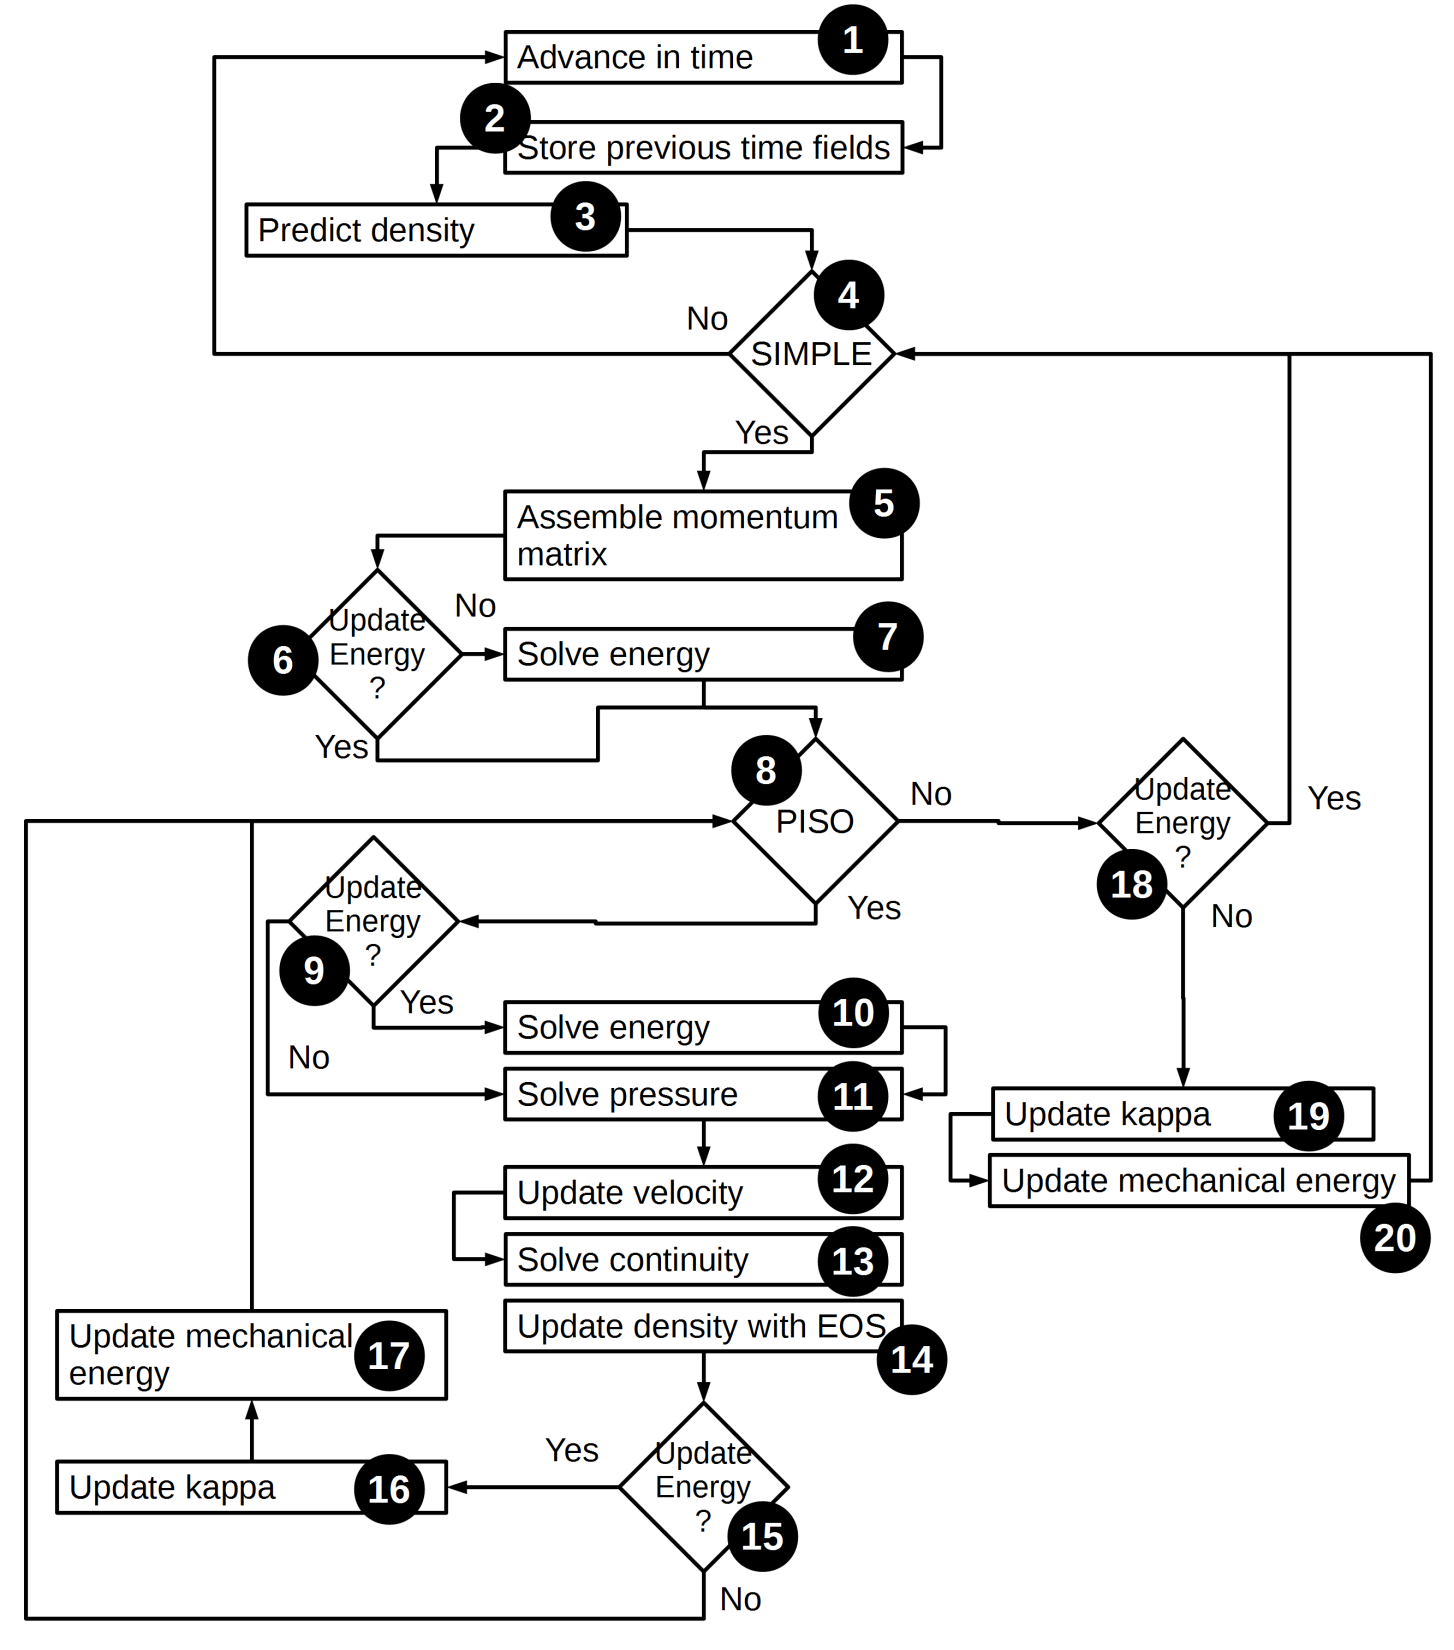 1
Advance in time
2
Store previous time fields
3
Predict density
4
No
SIMPLE
Yes
5
Assemble momentum
matrix
No
Update
Energy
?
6
7
Solve energy
Yes
8
PISO
No
Yes
Update
Energy
?
18
Yes
No
Update
Energy
?
9
Yes
No
10
Solve energy
11
Solve pressure
12
Update velocity
13
Solve continuity
Update density with EOS
14
Update kappa
19
Update mechanical energy
20
Update mechanical
energy
17
Yes
Update
Energy
?
15
Update kappa
16
No